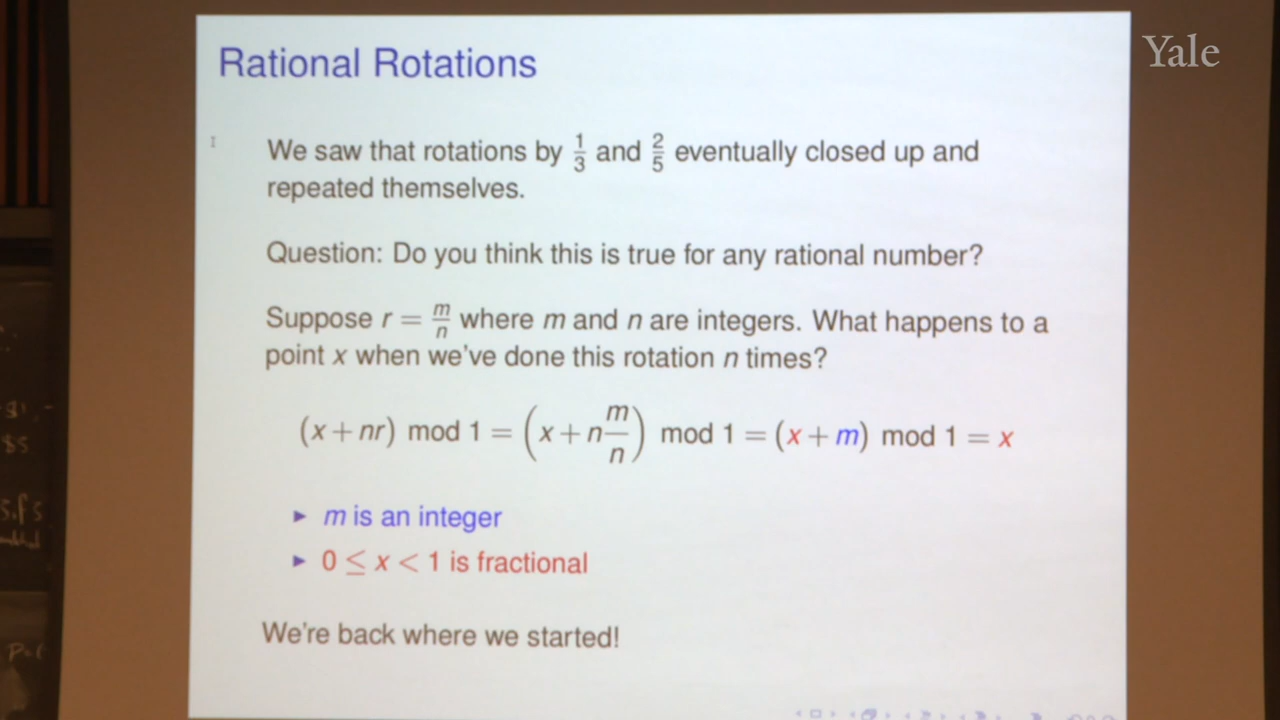 Yale
Rational Rotations
We saw that rotations by 1/3 and 2/5 eventually closed up and
repeated themselves.
Question: Do you think this is true for any rational number?
Suppose r = m/n where m and n are integers. What happens to a
point x when we've done this rotation n times?
(x + nr) mod 1 = (x + n m/n) mod 1 = (x + m) mod 1 = x
▶ m is an integer
▶ 0 ≤ x < 1 is fractional
We're back where we started!